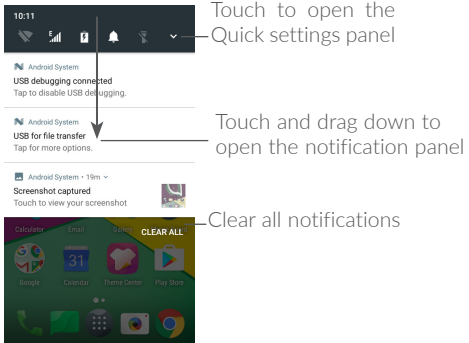 10:11
Touch to open the
Quick settings panel
E
Android System
USB debugging connected
Tap to disable USB debugging.
Android System
USB for file transfer
Tap for more options.
Touch and drag down to
open the notification panel
Android System • 19m
Screenshot captured
Touch to view your screenshot
Clear all notifications
CLEAR ALL
Calculator Email Gallery
Google Calendar Theme Center Play Store
31